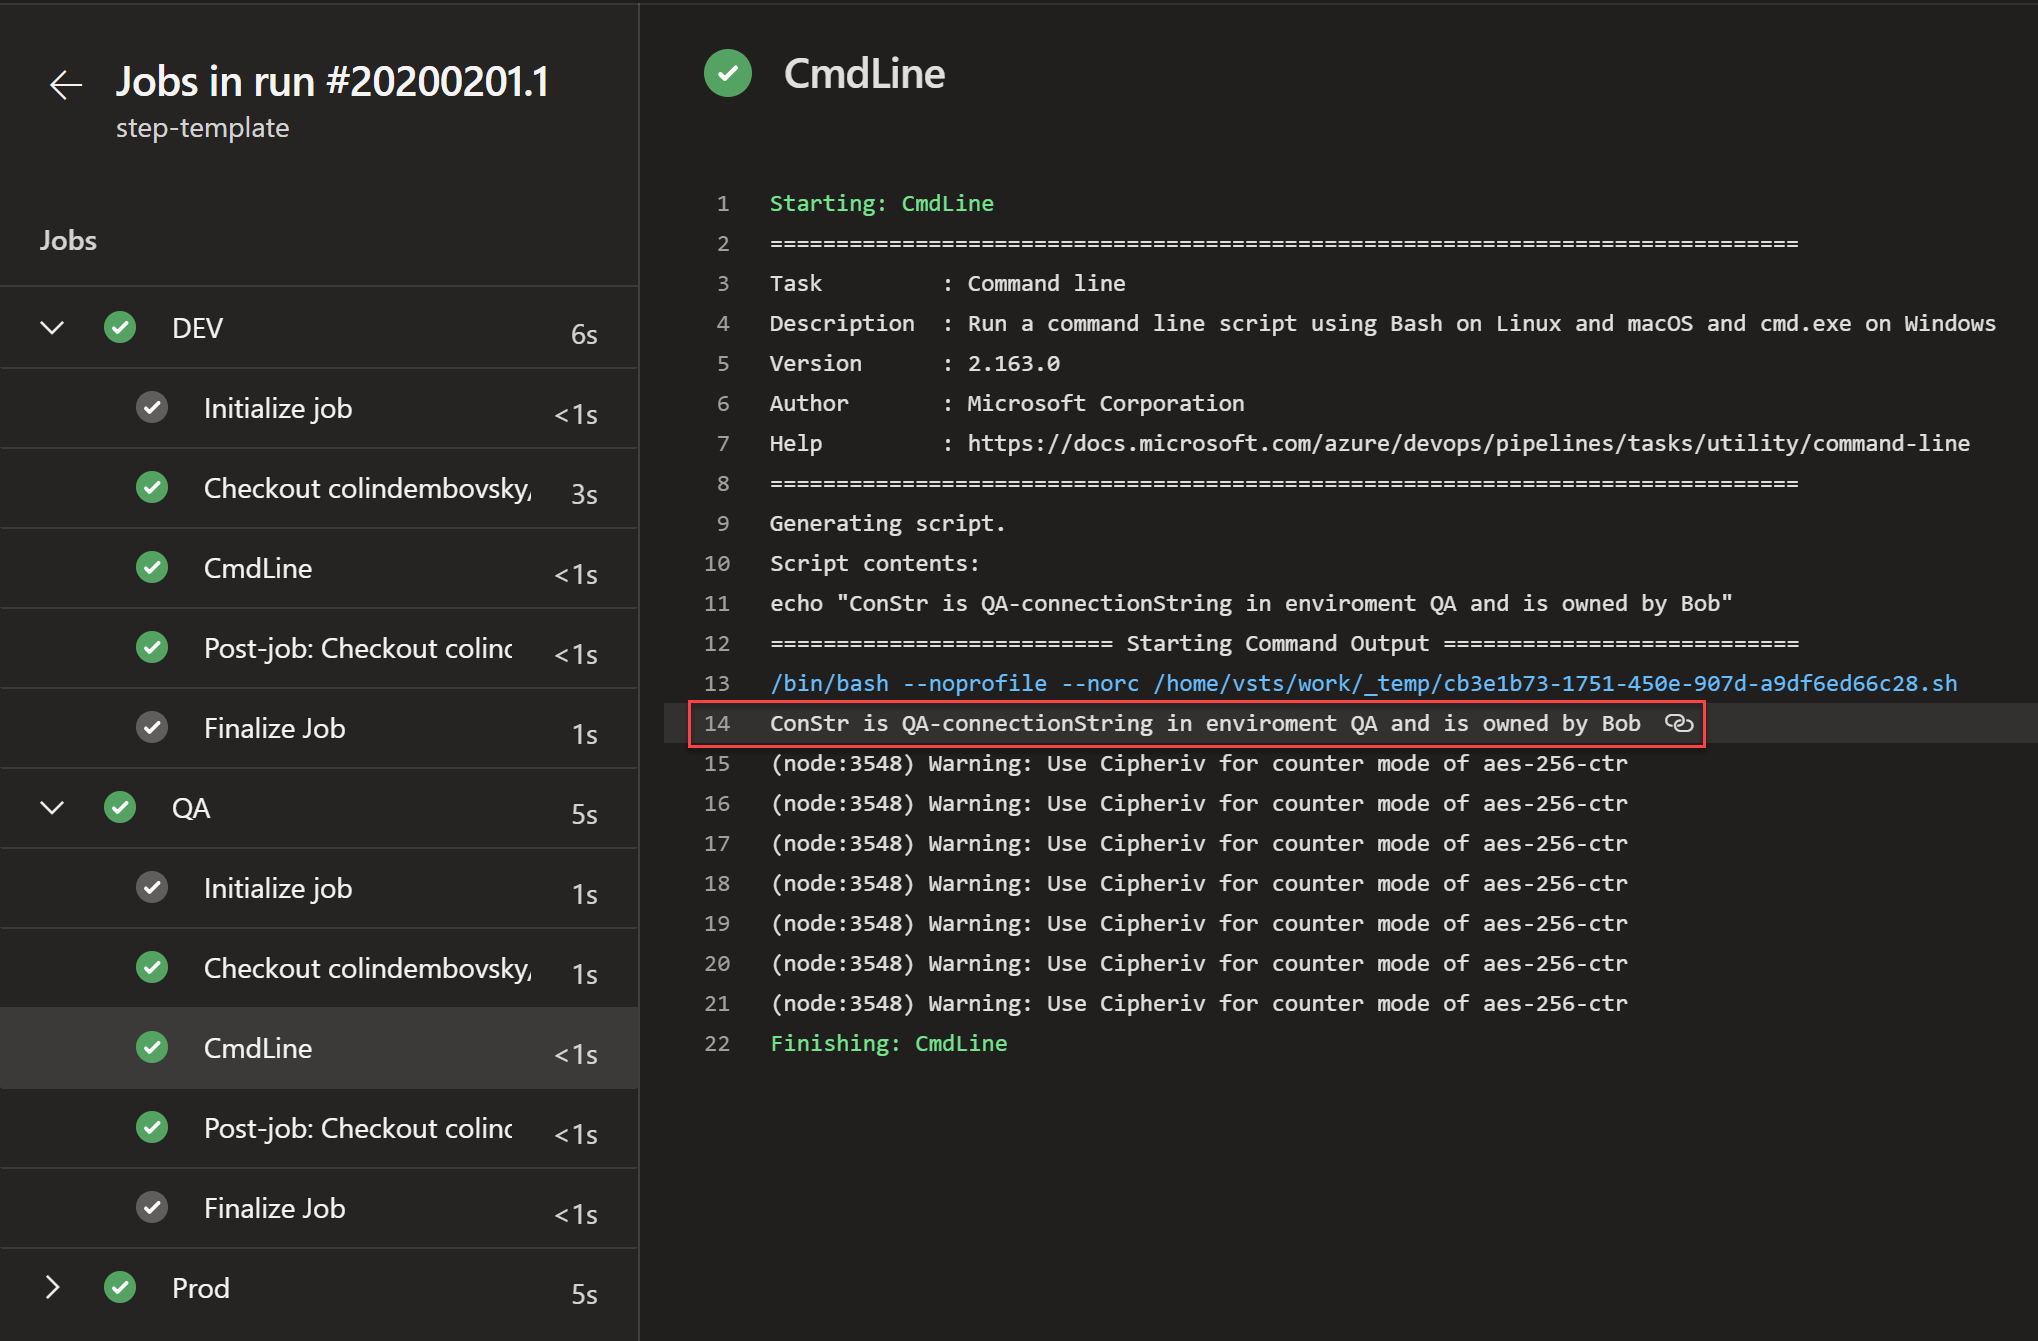 Jobs in run #20200201.1
step-template
Jobs
DEV 6s
Initialize job <1s
Checkout colindembovsky/ 3s
CmdLine <1s
Post-job: Checkout colinc <1s
Finalize Job 1s
QA 5s
Initialize job 1s
Checkout colindembovsky/ 1s
CmdLine <1s
Post-job: Checkout colinc <1s
Finalize Job <1s
Prod 5s
CmdLine
1 Starting: CmdLine
2 ==============================================================================
3 Task         : Command line
4 Description  : Run a command line script using Bash on Linux and macOS and cmd.exe on Windows
5 Version      : 2.163.0
6 Author       : Microsoft Corporation
7 Help         : https://docs.microsoft.com/azure/devops/pipelines/tasks/utility/command-line
8 ==============================================================================
9 Generating script.
10 Script contents:
11 echo "ConStr is QA-connectionString in enviroment QA and is owned by Bob"
12 ========================== Starting Command Output ===========================
13 /bin/bash --noprofile --norc /home/vsts/work/_temp/cb3e1b73-1751-450e-907d-a9df6ed66c28.sh
14 ConStr is QA-connectionString in enviroment QA and is owned by Bob
15 (node:3548) Warning: Use Cipheriv for counter mode of aes-256-ctr
16 (node:3548) Warning: Use Cipheriv for counter mode of aes-256-ctr
17 (node:3548) Warning: Use Cipheriv for counter mode of aes-256-ctr
18 (node:3548) Warning: Use Cipheriv for counter mode of aes-256-ctr
19 (node:3548) Warning: Use Cipheriv for counter mode of aes-256-ctr
20 (node:3548) Warning: Use Cipheriv for counter mode of aes-256-ctr
21 (node:3548) Warning: Use Cipheriv for counter mode of aes-256-ctr
22 Finishing: CmdLine